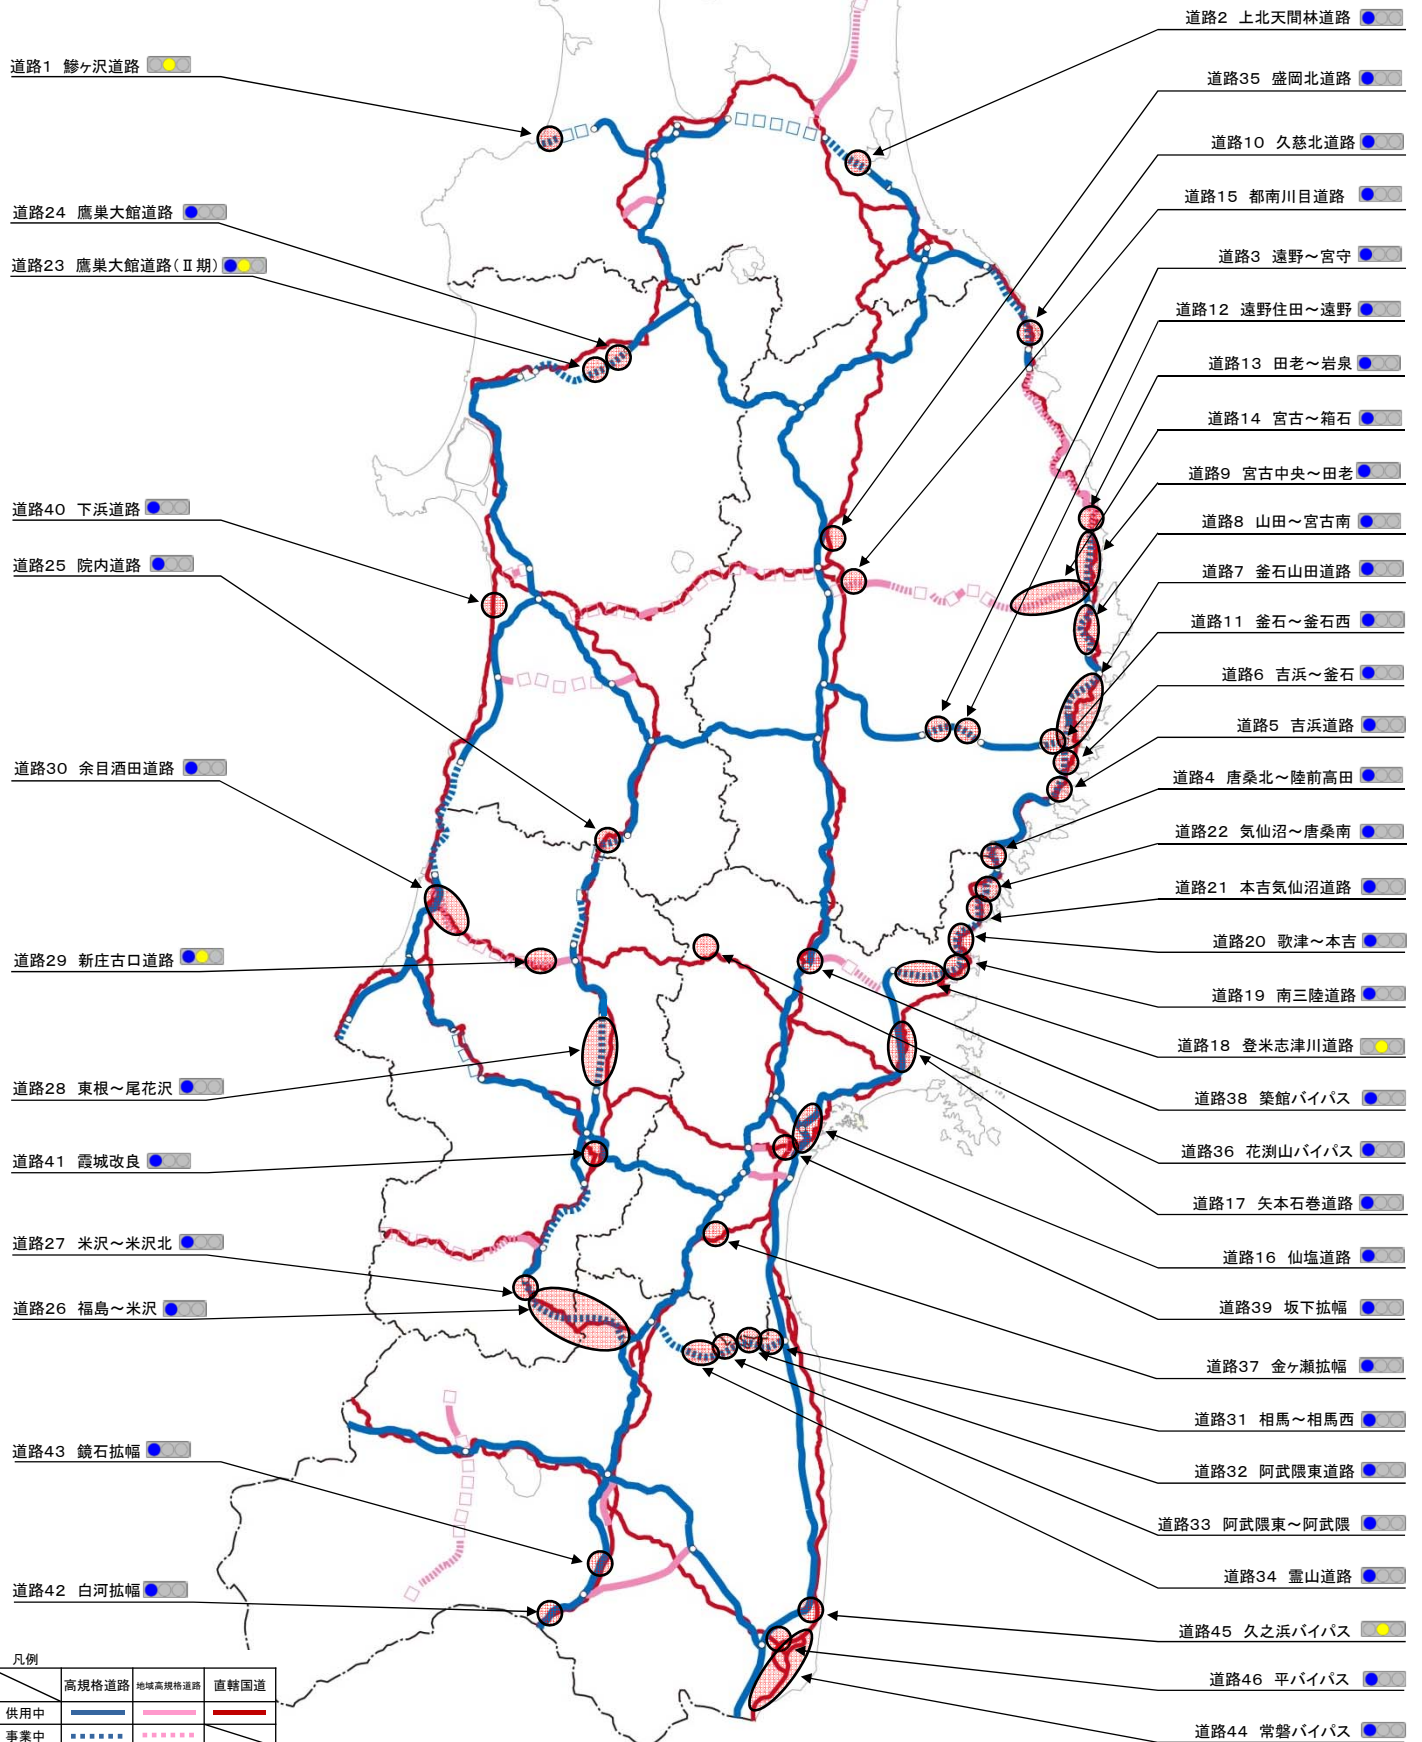 道路1 鰺ヶ沢道路
道路24 鷹巣大館道路
道路23 鷹巣大館道路(Ⅱ期)
道路40 下浜道路
道路25 院内道路
道路30 余目酒田道路
道路29 新庄古口道路
道路28 東根～尾花沢
道路41 霞城改良
道路27 米沢～米沢北
道路26 福島～米沢
道路43 鏡石拡幅
道路42 白河拡幅
道路2 上北天間林道路
道路35 盛岡北道路
道路10 久慈北道路
道路15 都南川目道路
道路3 遠野～宮守
道路12 遠野住田～遠野
道路13 田老～岩泉
道路14 宮古～箱石
道路9 宮古中央～田老
道路8 山田～宮古南
道路7 釜石山田道路
道路11 釜石～釜石西
道路6 吉浜～釜石
道路5 吉浜道路
道路4 唐桑北～陸前高田
道路22 気仙沼～唐桑南
道路21 本吉気仙沼道路
道路20 歌津～本吉
道路19 南三陸道路
道路18 登米志津川道路
道路38 築館バイパス
道路36 花渕山バイパス
道路17 矢本石巻道路
道路16 仙塩道路
道路39 坂下拡幅
道路37 金ヶ瀬拡幅
道路31 相馬～相馬西
道路32 阿武隈東道路
道路33 阿武隈東～阿武隈
道路34 霊山道路
道路45 久之浜バイパス
道路46 平バイパス
道路44 常磐バイパス
凡例
高規格道路 地域高規格道路 直轄国道
供用中
事業中